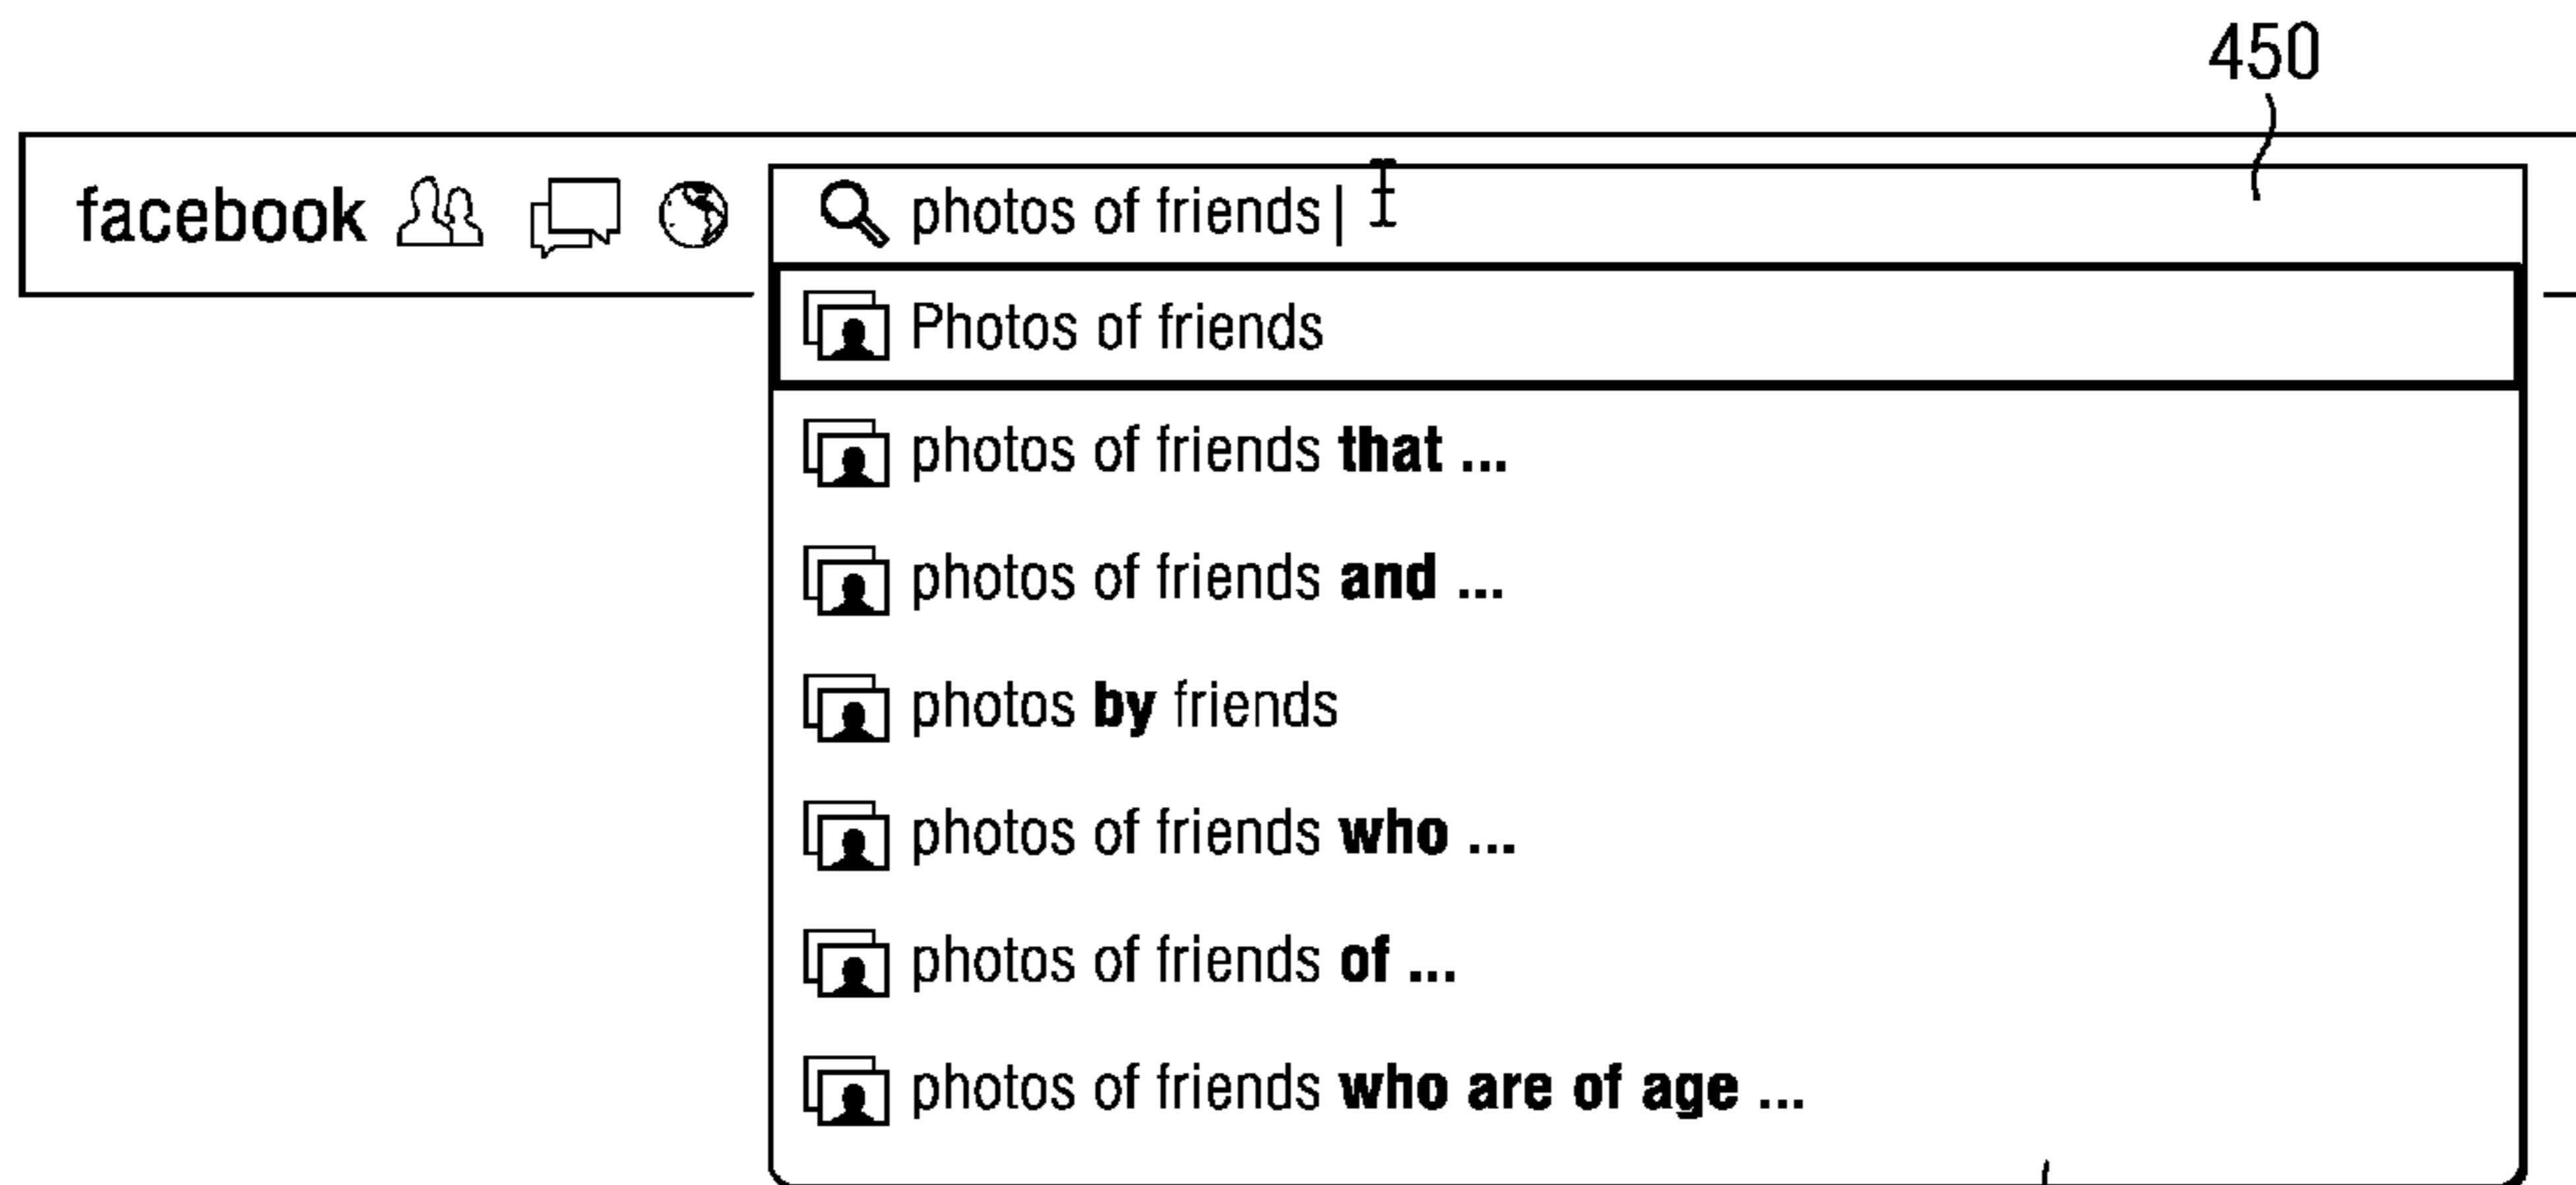 450
facebook photos of friends
Photos of friends
photos of friends that ...
photos of friends and ...
photos by friends
photos of friends who ...
photos of friends of ...
photos of friends who are of age ...